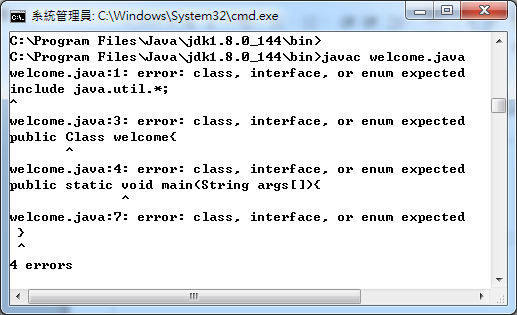 系統管理員: C:\Windows\System32\cmd.exe
C:\Program Files\Java\jdk1.8.0_144\bin>
C:\Program Files\Java\jdk1.8.0_144\bin>javac welcome.java
welcome.java:1: error: class, interface, or enum expected
include java.util.*;
^
welcome.java:3: error: class, interface, or enum expected
public Class welcome{
       ^
welcome.java:4: error: class, interface, or enum expected
public static void main(String args[]){
              ^
welcome.java:7: error: class, interface, or enum expected
 }
 ^
4 errors